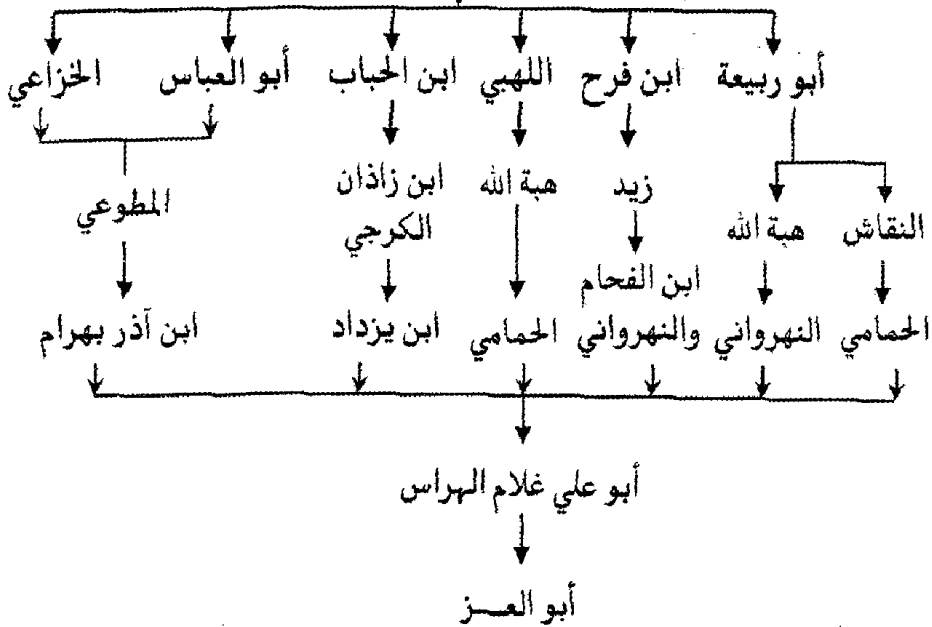 أبو ربيعة ابن فرح اللهبي ابن الحباب أبو العباس الخزاعي
زيد هبة الله ابن زاذان المطوعي
النقاش هبة الله الكرجي
ابن الفحام
الحمامي النهرواني والنهرواني الحمامي ابن يزداد ابن آذر بهرام
أبو علي غلام الهراس
أبو العـــز